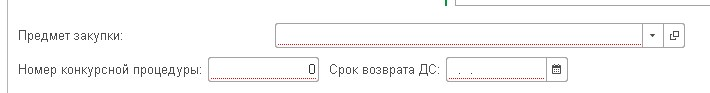 Предмет закупки:
Номер конкурсной процедуры: 0 Срок возврата ДС: . .